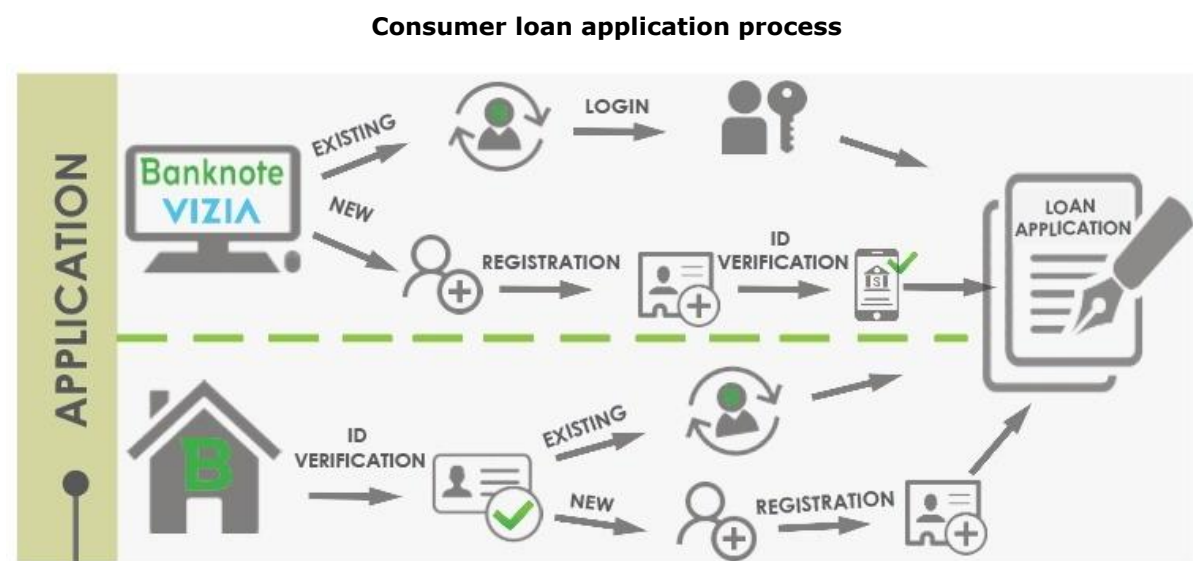 Consumer loan application process
APPLICATION
Banknote
VIZIA
EXISTING
LOGIN
NEW
REGISTRATION
ID
VERIFICATION
$
LOAN
APPLICATION
B
ID
VERIFICATION
EXISTING
NEW
REGISTRATION